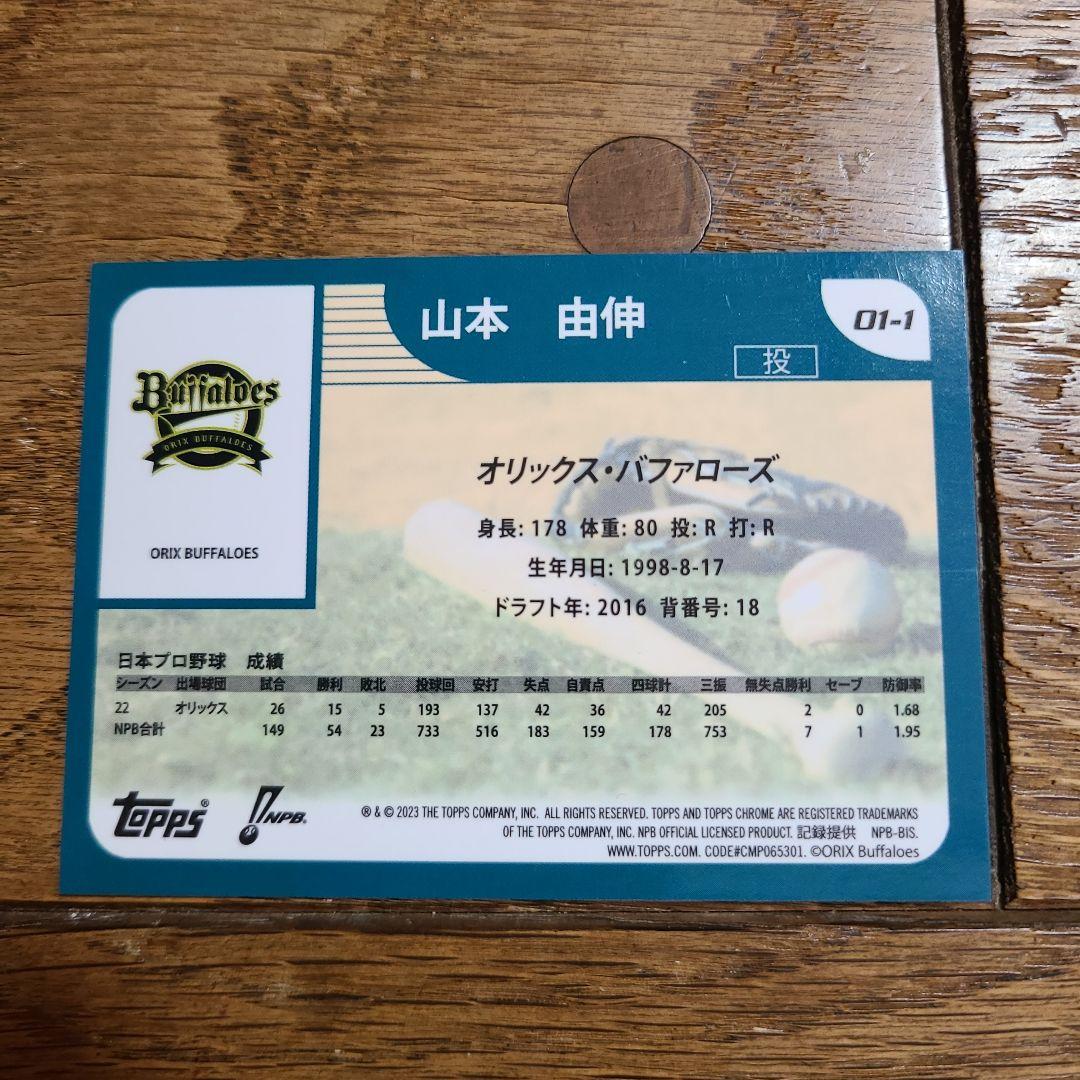 山本 由伸
01-1
投
Buffaloes
ORIX BUFFALOES
ORIX BUFFALOES
オリックス・バファローズ
身長: 178 体重: 80 投: R 打: R
生年月日: 1998-8-17
ドラフト年: 2016 背番号: 18
日本プロ野球 成績
シーズン 出場球団 試合 勝利 敗北 投球回 安打 失点 自責点 四球計 三振 無失点勝利 セーブ 防御率
22 オリックス 26 15 5 193 137 42 36 42 205 2 0 1.68
NPB合計 149 54 23 733 516 183 159 178 753 7 1 1.95
topps®
NPB.
® & © 2023 THE TOPPS COMPANY, INC. ALL RIGHTS RESERVED. TOPPS AND TOPPS CHROME ARE REGISTERED TRADEMARKS
OF THE TOPPS COMPANY, INC. NPB OFFICIAL LICENSED PRODUCT. 記録提供 NPB-BIS.
WWW.TOPPS.COM. CODE#CMP065301. ©ORIX Buffaloes